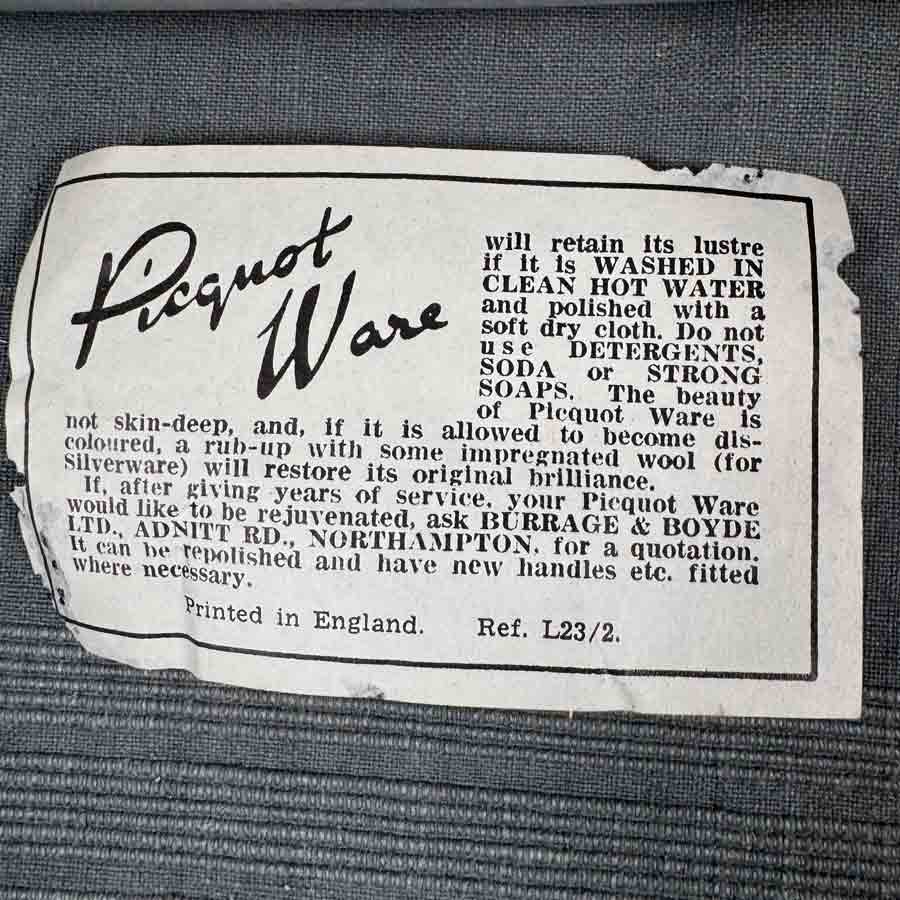 Picquot
Ware
will retain its lustre
if it is WASHED IN
CLEAN HOT WATER
and polished with a
soft dry cloth. Do not
use DETERGENTS,
SODA or STRONG
SOAPS. The beauty
of Picquot Ware is
not skin-deep, and, if it is allowed to become dis-
coloured, a rub-up with some impregnated wool (for
Silverware) will restore its original brilliance.
If, after giving years of service, your Picquot Ware
would like to be rejuvenated, ask BURRAGE & BOYDE
LTD., ADNITT RD., NORTHAMPTON, for a quotation.
It can be repolished and have new handles etc. fitted
where necessary.
Printed in England. Ref. L23/2.